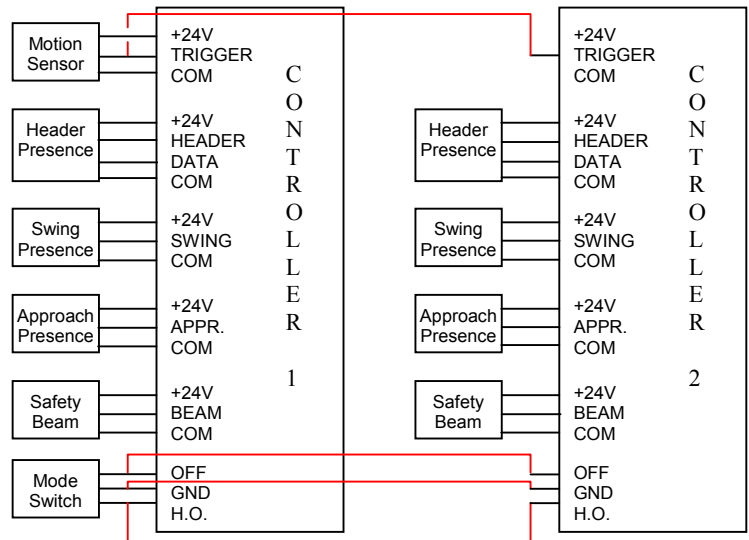 Motion
Sensor
+24V
TRIGGER
COM
Header
Presence
+24V
HEADER
DATA
COM
Swing
Presence
+24V
SWING
COM
Approach
Presence
+24V
APPR.
COM
Safety
Beam
+24V
BEAM
COM
Mode
Switch
OFF
GND
H.O.
C
O
N
T
R
O
L
L
E
R
1
+24V
TRIGGER
COM
Header
Presence
+24V
HEADER
DATA
COM
Swing
Presence
+24V
SWING
COM
Approach
Presence
+24V
APPR.
COM
Safety
Beam
+24V
BEAM
COM
OFF
GND
H.O.
C
O
N
T
R
O
L
L
E
R
2